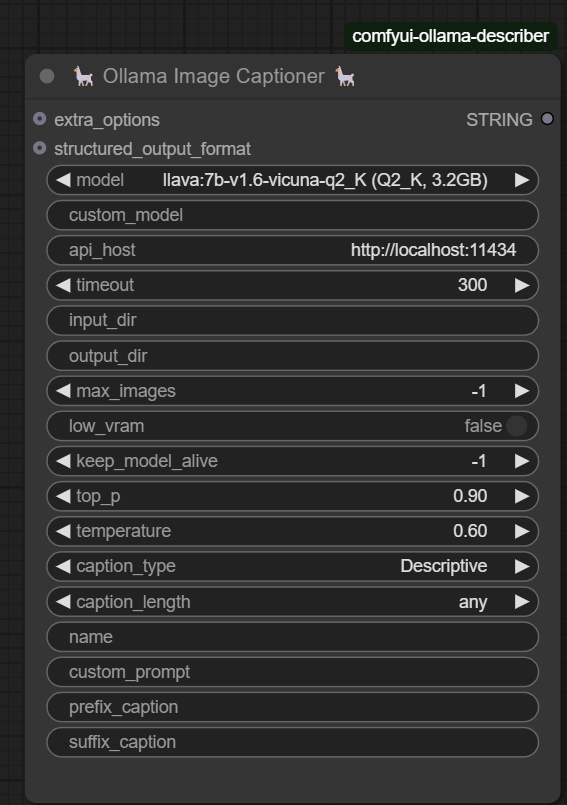 comfyui-ollama-describer
🦙 Ollama Image Captioner 🦙
extra_options STRING
structured_output_format
model llava:7b-v1.6-vicuna-q2_K (Q2_K, 3.2GB)
custom_model
api_host http://localhost:11434
timeout 300
input_dir
output_dir
max_images -1
low_vram false
keep_model_alive -1
top_p 0.90
temperature 0.60
caption_type Descriptive
caption_length any
name
custom_prompt
prefix_caption
suffix_caption